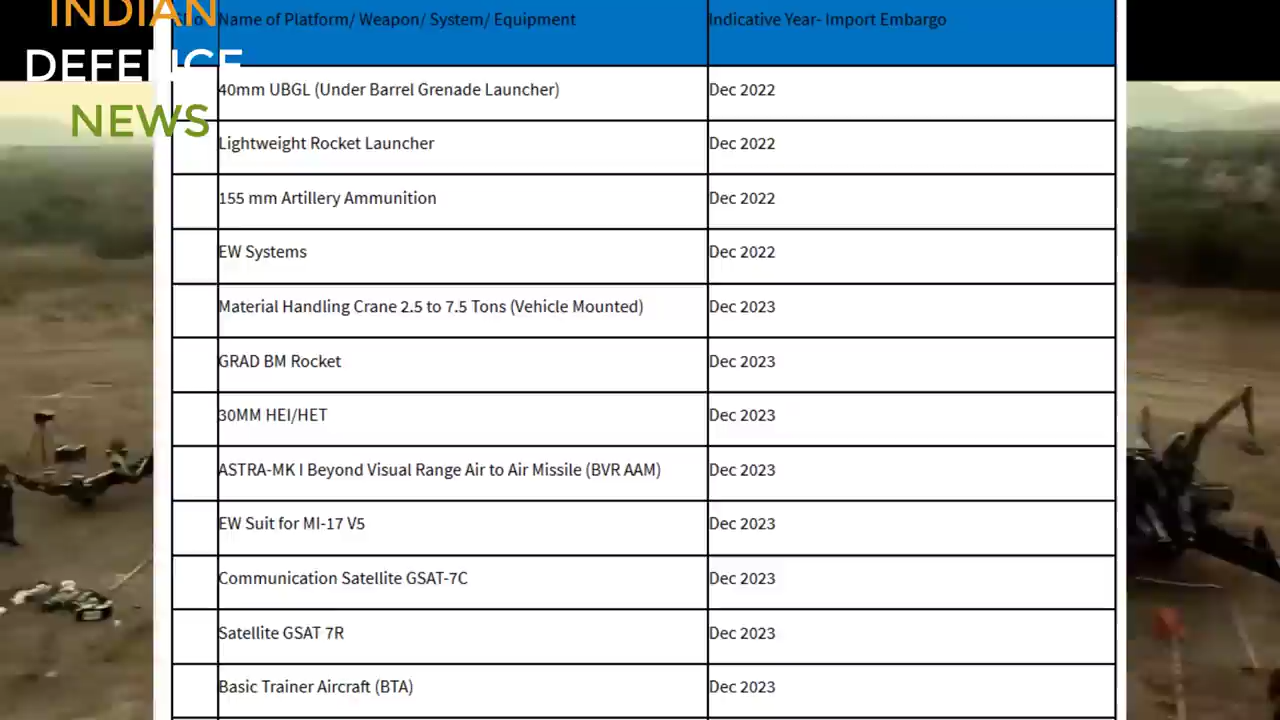 INDIAN
DEFENCE
NEWS
Name of Platform/ Weapon/ System/ Equipment Indicative Year- Import Embargo
40mm UBGL (Under Barrel Grenade Launcher) Dec 2022
Lightweight Rocket Launcher Dec 2022
155 mm Artillery Ammunition Dec 2022
EW Systems Dec 2022
Material Handling Crane 2.5 to 7.5 Tons (Vehicle Mounted) Dec 2023
GRAD BM Rocket Dec 2023
30MM HEI/HET Dec 2023
ASTRA-MK I Beyond Visual Range Air to Air Missile (BVR AAM) Dec 2023
EW Suit for MI-17 V5 Dec 2023
Communication Satellite GSAT-7C Dec 2023
Satellite GSAT 7R Dec 2023
Basic Trainer Aircraft (BTA) Dec 2023